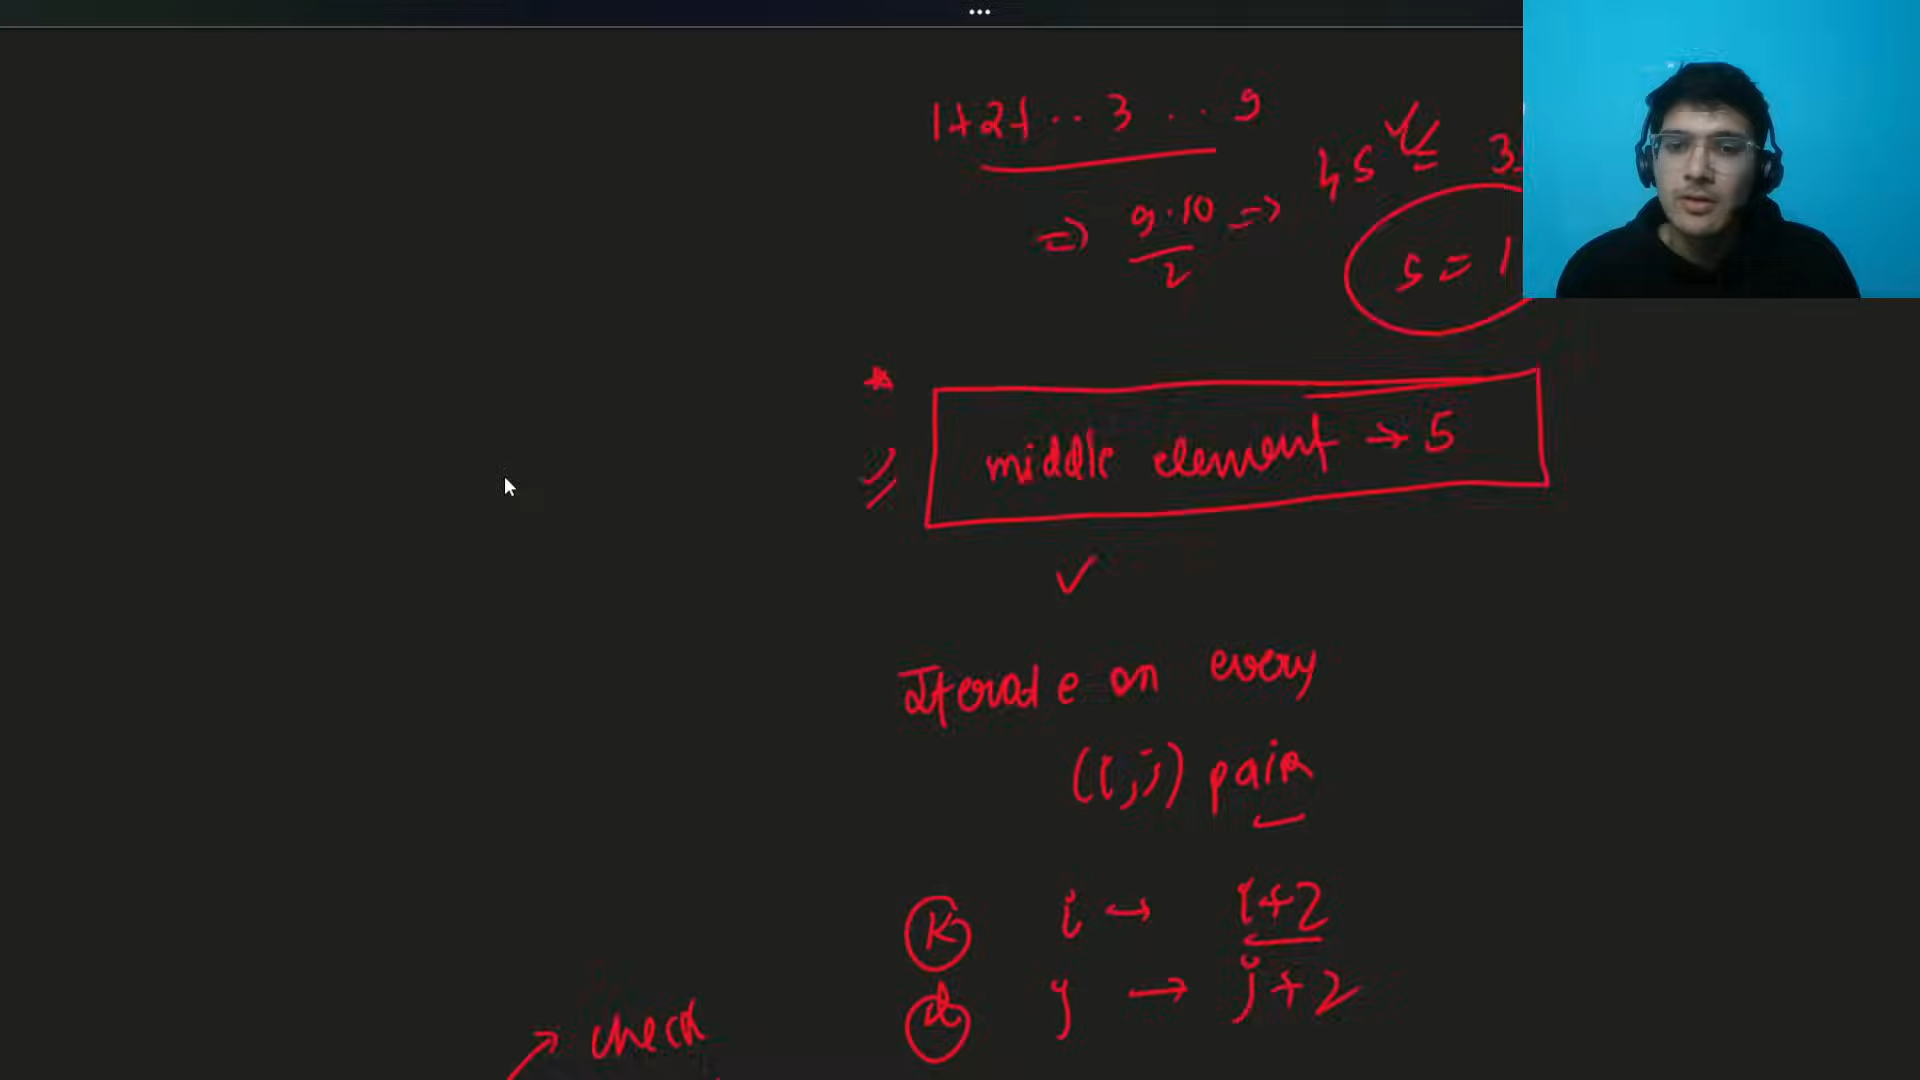 1+2+ .. 3 .. 9
45 3
=> 9.10/2 =>
S = 1
middle element → 5
Iterate on every
(i,j) pair
K i → i+2
j → j+2
check